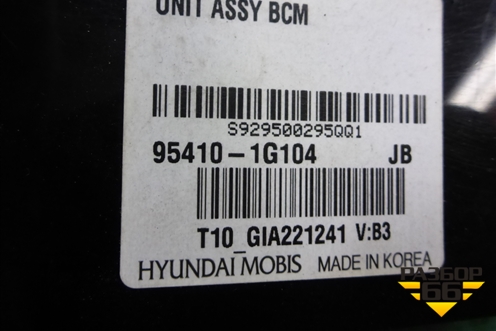 UNIT ASSY BCM
S929500295QQ1
95410-1G104 JB
T10_GIA221241 V:B3
HYUNDAI MOBIS MADE IN KOREA
РАЗБОР
66